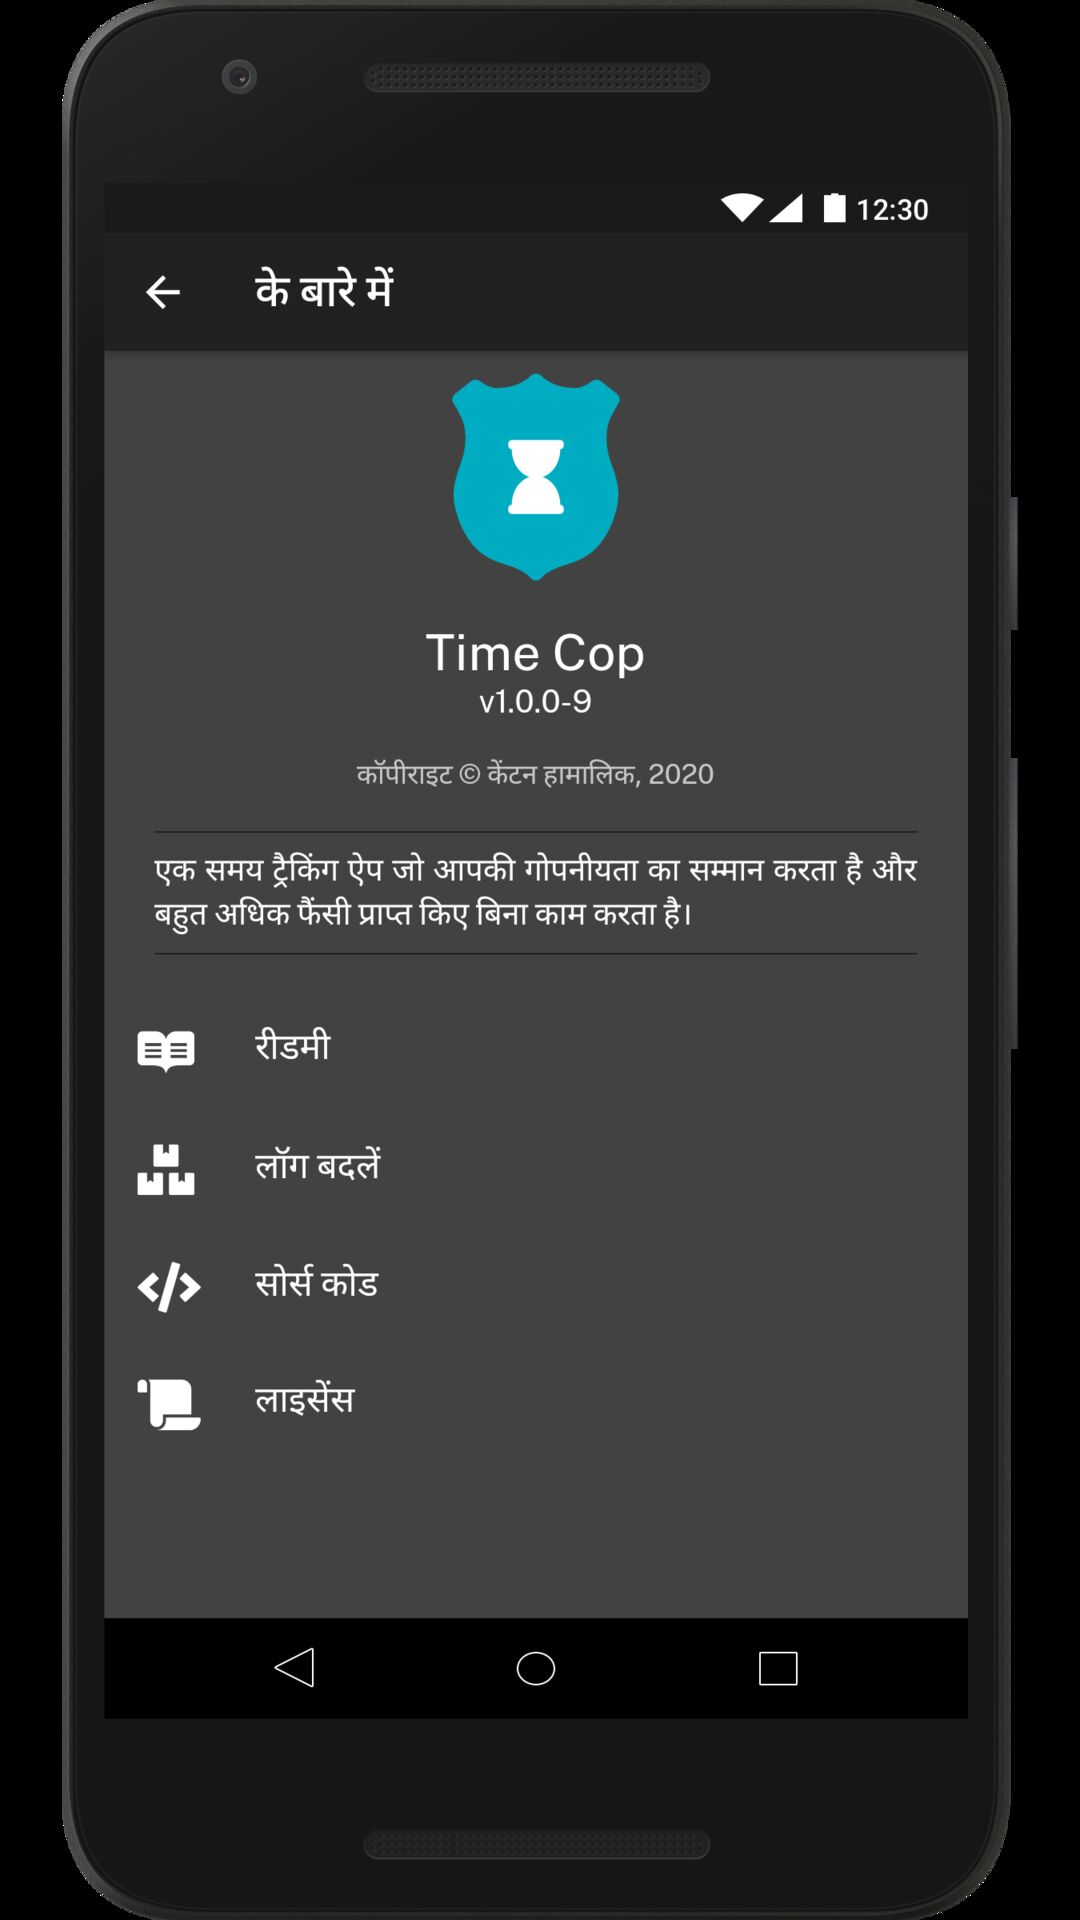 12:30
के बारे में
Time Cop
v1.0.0-9
कॉपीराइट © केंटन हामालिक, 2020
एक समय ट्रैकिंग ऐप जो आपकी गोपनीयता का सम्मान करता है और
बहुत अधिक फैंसी प्राप्त किए बिना काम करता है।
रीडमी
लॉग बदलें
सोर्स कोड
लाइसेंस